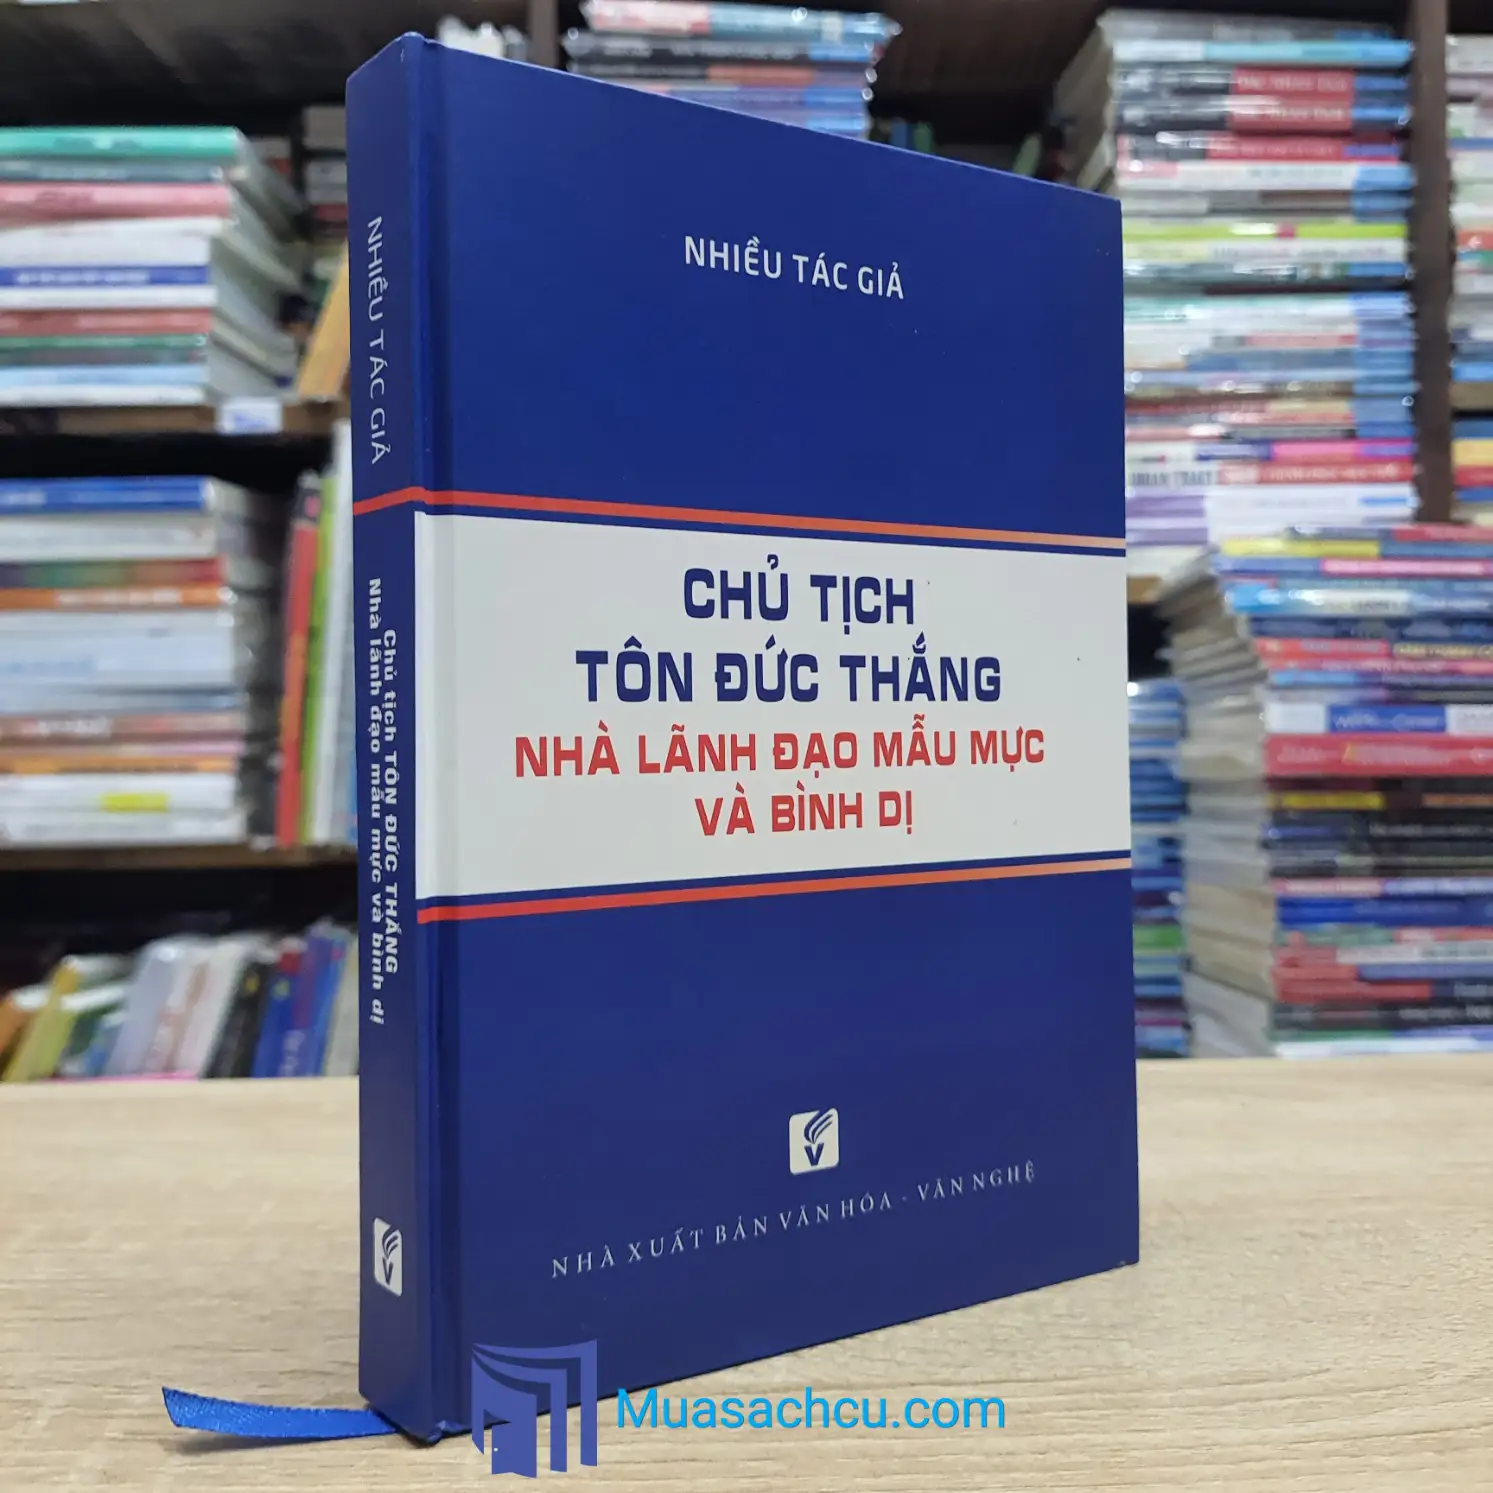 NHIỀU TÁC GIẢ
CHỦ TỊCH
TÔN ĐỨC THẮNG
NHÀ LÃNH ĐẠO MẪU MỰC
VÀ BÌNH DỊ
V
NHÀ XUẤT BẢN VĂN HÓA - VĂN NGHỆ
NHIỀU TÁC GIẢ
Chủ tịch TÔN ĐỨC THẮNG
Nhà lãnh đạo mẫu mực và bình dị
V
Muasachcu.com